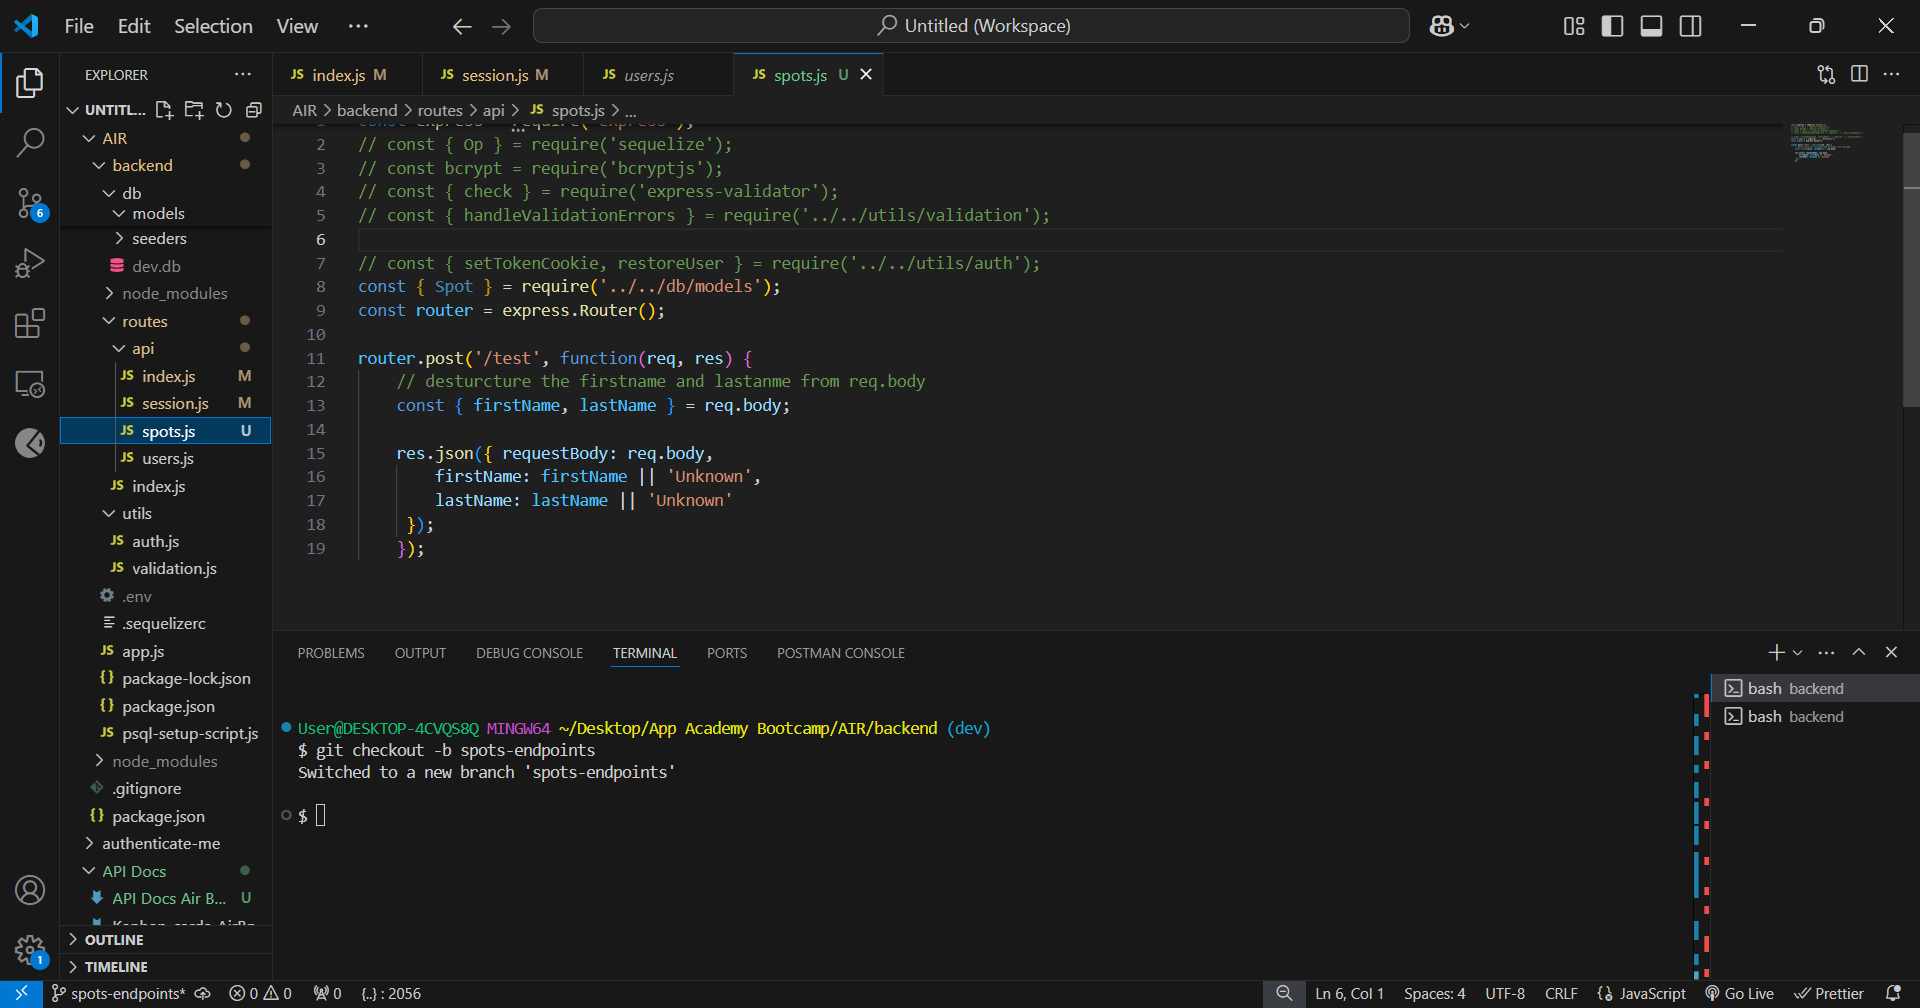 File Edit Selection View ...
Untitled (Workspace)
EXPLORER ...
UNTITL...
AIR
backend
db
models
seeders
dev.db
node_modules
routes
api
JS index.js M
JS session.js M
JS spots.js U
JS users.js
JS index.js
utils
JS auth.js
JS validation.js
.env
.sequelizerc
JS app.js
{} package-lock.json
{} package.json
JS psql-setup-script.js
node_modules
.gitignore
{} package.json
authenticate-me
API Docs
API Docs Air B... U
OUTLINE
TIMELINE
6
1
JS index.js M
JS session.js M
JS users.js
JS spots.js U
AIR > backend > routes > api > JS spots.js > ...
2 // const { Op } = require('sequelize');
3 // const bcrypt = require('bcryptjs');
4 // const { check } = require('express-validator');
5 // const { handleValidationErrors } = require('../../utils/validation');
6
7 // const { setTokenCookie, restoreUser } = require('../../utils/auth');
8 const { Spot } = require('../../db/models');
9 const router = express.Router();
10
11 router.post('/test', function(req, res) {
12 // desturcture the firstname and lastanme from req.body
13 const { firstName, lastName } = req.body;
14
15 res.json({ requestBody: req.body,
16 firstName: firstName || 'Unknown',
17 lastName: lastName || 'Unknown'
18 });
19 });
PROBLEMS OUTPUT DEBUG CONSOLE TERMINAL PORTS POSTMAN CONSOLE
User@DESKTOP-4CVQS8Q MINGW64 ~/Desktop/App Academy Bootcamp/AIR/backend (dev)
$ git checkout -b spots-endpoints
Switched to a new branch 'spots-endpoints'
$
bash backend
bash backend
spots-endpoints* 0 0 0 {..} : 2056
Ln 6, Col 1 Spaces: 4 UTF-8 CRLF {} JavaScript Go Live Prettier